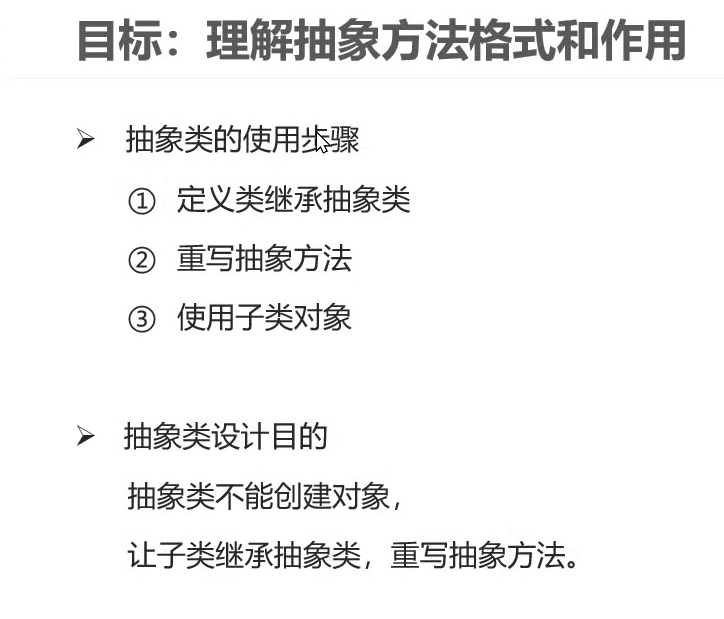 目标：理解抽象方法格式和作用
➢ 抽象类的使用步骤
① 定义类继承抽象类
② 重写抽象方法
③ 使用子类对象
➢ 抽象类设计目的
抽象类不能创建对象，
让子类继承抽象类，重写抽象方法。